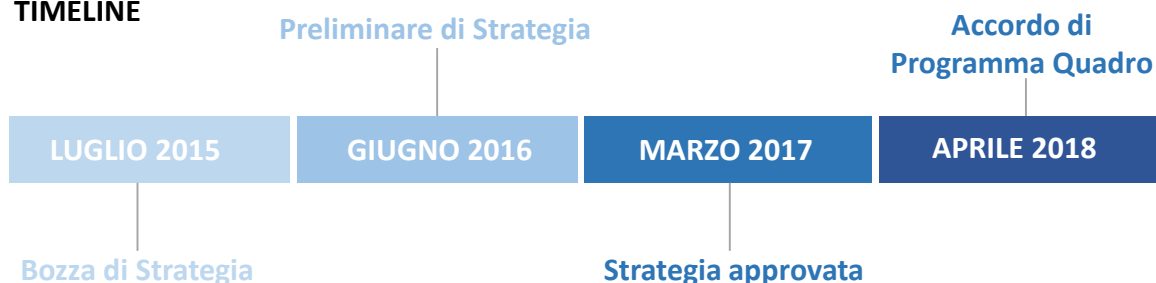 TIMELINE
Preliminare di Strategia
Accordo di
Programma Quadro
LUGLIO 2015
GIUGNO 2016
MARZO 2017
APRILE 2018
Bozza di Strategia
Strategia approvata